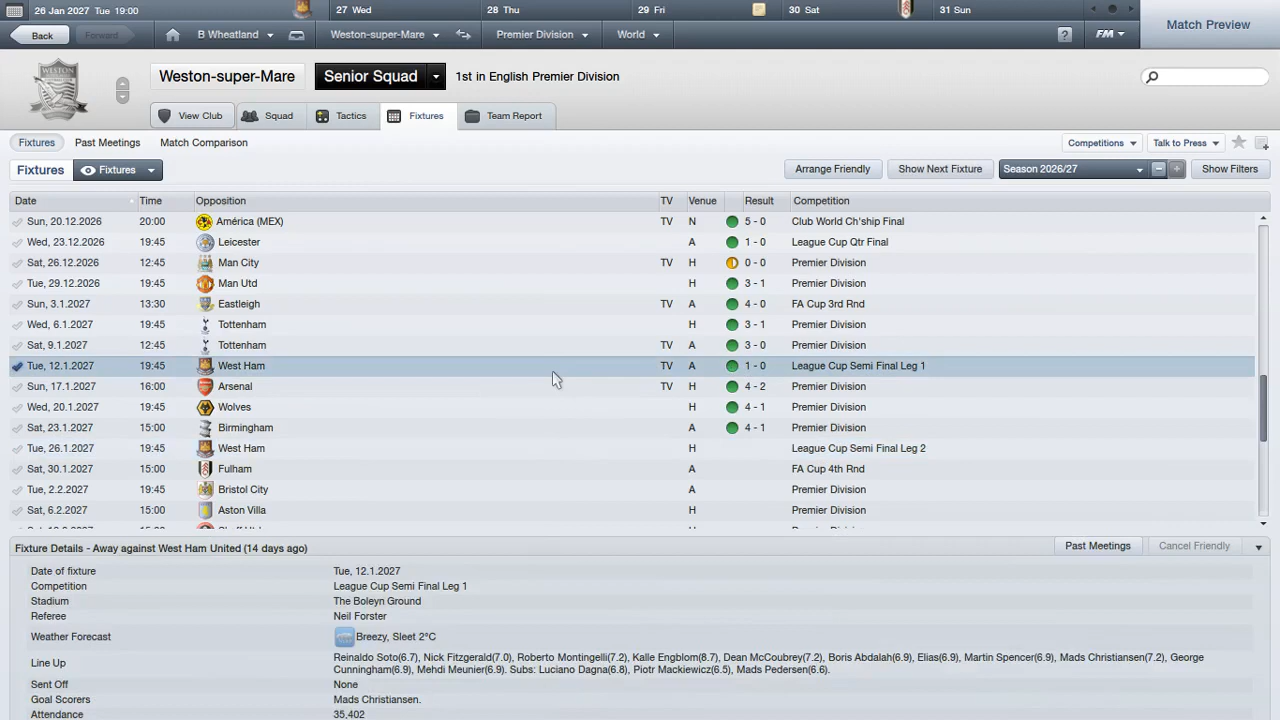 26 Jan 2027 Tue 19:00 27 Wed 28 Thu 29 Fri 30 Sat 31 Sun
Match Preview
Back Forward B Wheatland Weston-super-Mare Premier Division World ? FM
Weston-super-Mare Senior Squad 1st in English Premier Division
View Club Squad Tactics Fixtures Team Report
Fixtures Past Meetings Match Comparison Competitions Talk to Press
Fixtures Fixtures Arrange Friendly Show Next Fixture Season 2026/27 Show Filters
Date Time Opposition TV Venue Result Competition
Sun, 20.12.2026 20:00 América (MEX) TV N 5 - 0 Club World Ch'ship Final
Wed, 23.12.2026 19:45 Leicester A 1 - 0 League Cup Qtr Final
Sat, 26.12.2026 12:45 Man City TV H 0 - 0 Premier Division
Tue, 29.12.2026 19:45 Man Utd H 3 - 1 Premier Division
Sun, 3.1.2027 13:30 Eastleigh TV A 4 - 0 FA Cup 3rd Rnd
Wed, 6.1.2027 19:45 Tottenham H 3 - 1 Premier Division
Sat, 9.1.2027 12:45 Tottenham TV A 3 - 0 Premier Division
Tue, 12.1.2027 19:45 West Ham TV A 1 - 0 League Cup Semi Final Leg 1
Sun, 17.1.2027 16:00 Arsenal TV H 4 - 2 Premier Division
Wed, 20.1.2027 19:45 Wolves H 4 - 1 Premier Division
Sat, 23.1.2027 15:00 Birmingham A 4 - 1 Premier Division
Tue, 26.1.2027 19:45 West Ham H League Cup Semi Final Leg 2
Sat, 30.1.2027 15:00 Fulham A FA Cup 4th Rnd
Tue, 2.2.2027 19:45 Bristol City A Premier Division
Sat, 6.2.2027 15:00 Aston Villa H Premier Division
Fixture Details - Away against West Ham United (14 days ago) Past Meetings Cancel Friendly
Date of fixture Tue, 12.1.2027
Competition League Cup Semi Final Leg 1
Stadium The Boleyn Ground
Referee Neil Forster
Weather Forecast Breezy, Sleet 2°C
Line Up Reinaldo Soto(6.7), Nick Fitzgerald(7.0), Roberto Montingelli(7.2), Kalle Engblom(8.7), Dean McCoubrey(7.2), Boris Abdalah(6.9), Elias(6.9), Martin Spencer(6.9), Mads Christiansen(7.2), George
Cunningham(6.9), Mehdi Meunier(6.9). Subs: Luciano Dagna(6.8), Piotr Mackiewicz(6.5), Mads Pedersen(6.6).
Sent Off None
Goal Scorers Mads Christiansen.
Attendance 35,402